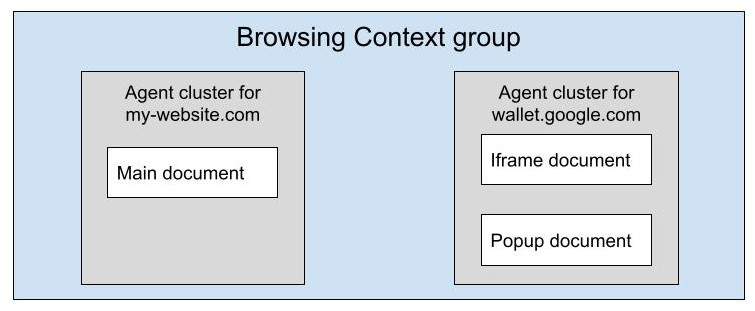 Browsing Context group
Agent cluster for
my-website.com
Main document
Agent cluster for
wallet.google.com
Iframe document
Popup document